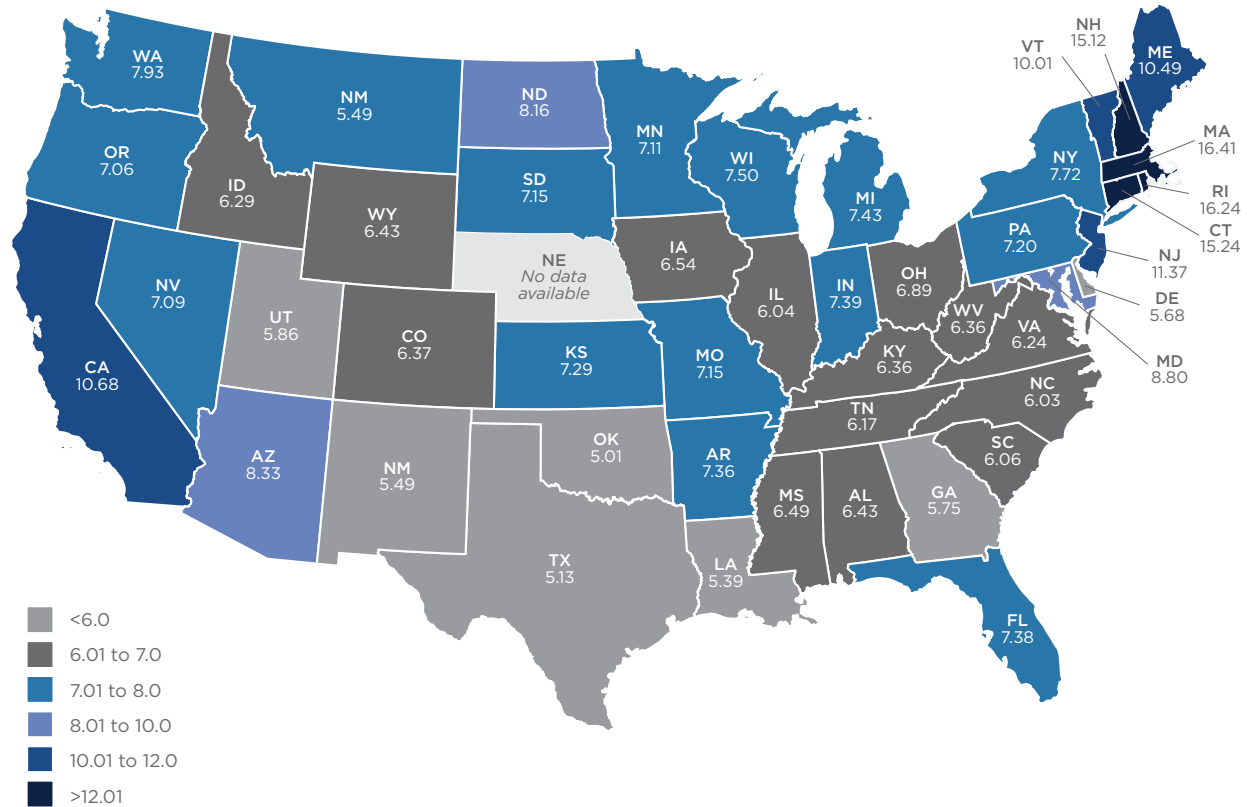 NH
15.12
VT
10.01
ME
10.49
WA
7.93
NM
5.49
ND
8.16
MN
7.11
MA
16.41
OR
7.06
WI
7.50
NY
7.72
ID
6.29
SD
7.15
MI
7.43
RI
16.24
WY
6.43
CT
15.24
PA
7.20
IA
6.54
NE
No data
available
NJ
11.37
OH
6.89
NV
7.09
IL
6.04
IN
7.39
DE
5.68
UT
5.86
WV
6.36
VA
6.24
CO
6.37
KS
7.29
MO
7.15
KY
6.36
MD
8.80
CA
10.68
NC
6.03
TN
6.17
OK
5.01
SC
6.06
AZ
8.33
NM
5.49
AR
7.36
MS
6.49
AL
6.43
GA
5.75
TX
5.13
LA
5.39
FL
7.38
<6.0
6.01 to 7.0
7.01 to 8.0
8.01 to 10.0
10.01 to 12.0
>12.01